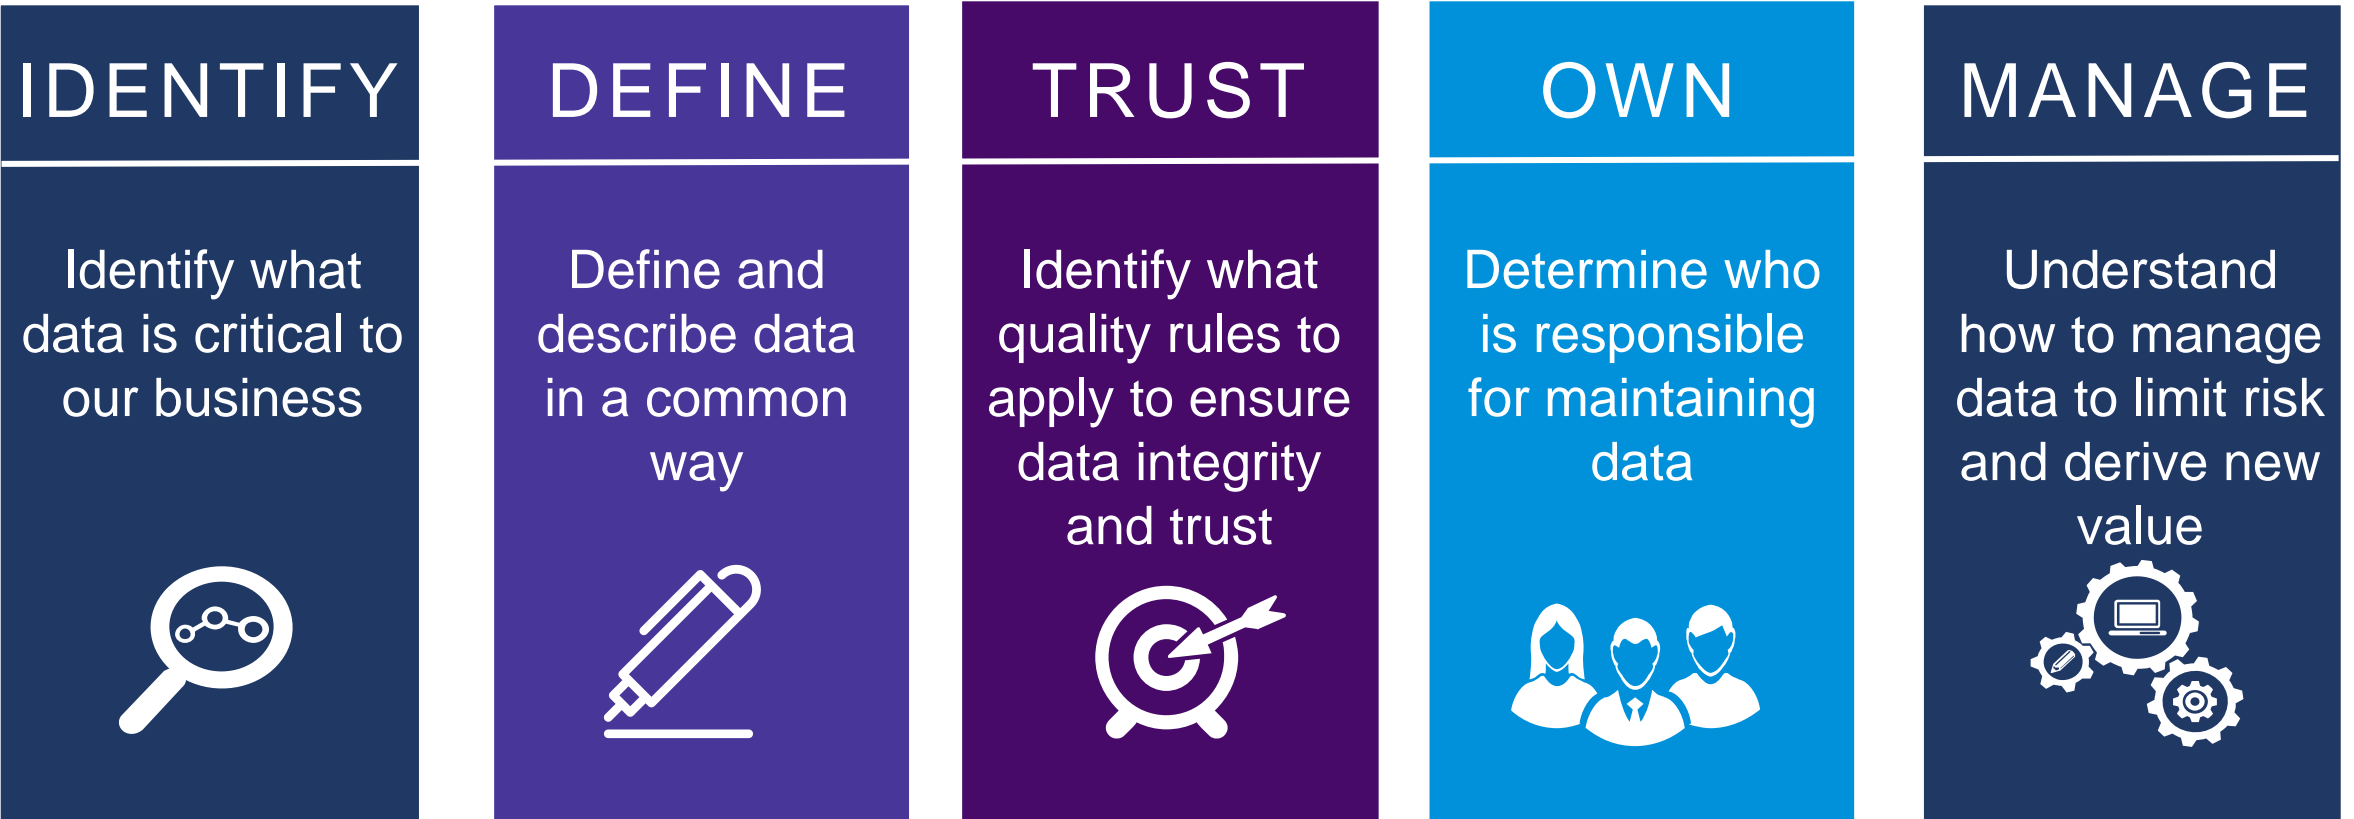 IDENTIFY
Identify what
data is critical to
our business
DEFINE
Define and
describe data
in a common
way
TRUST
Identify what
quality rules to
apply to ensure
data integrity
and trust
OWN
Determine who
is responsible
for maintaining
data
MANAGE
Understand
how to manage
data to limit risk
and derive new
value